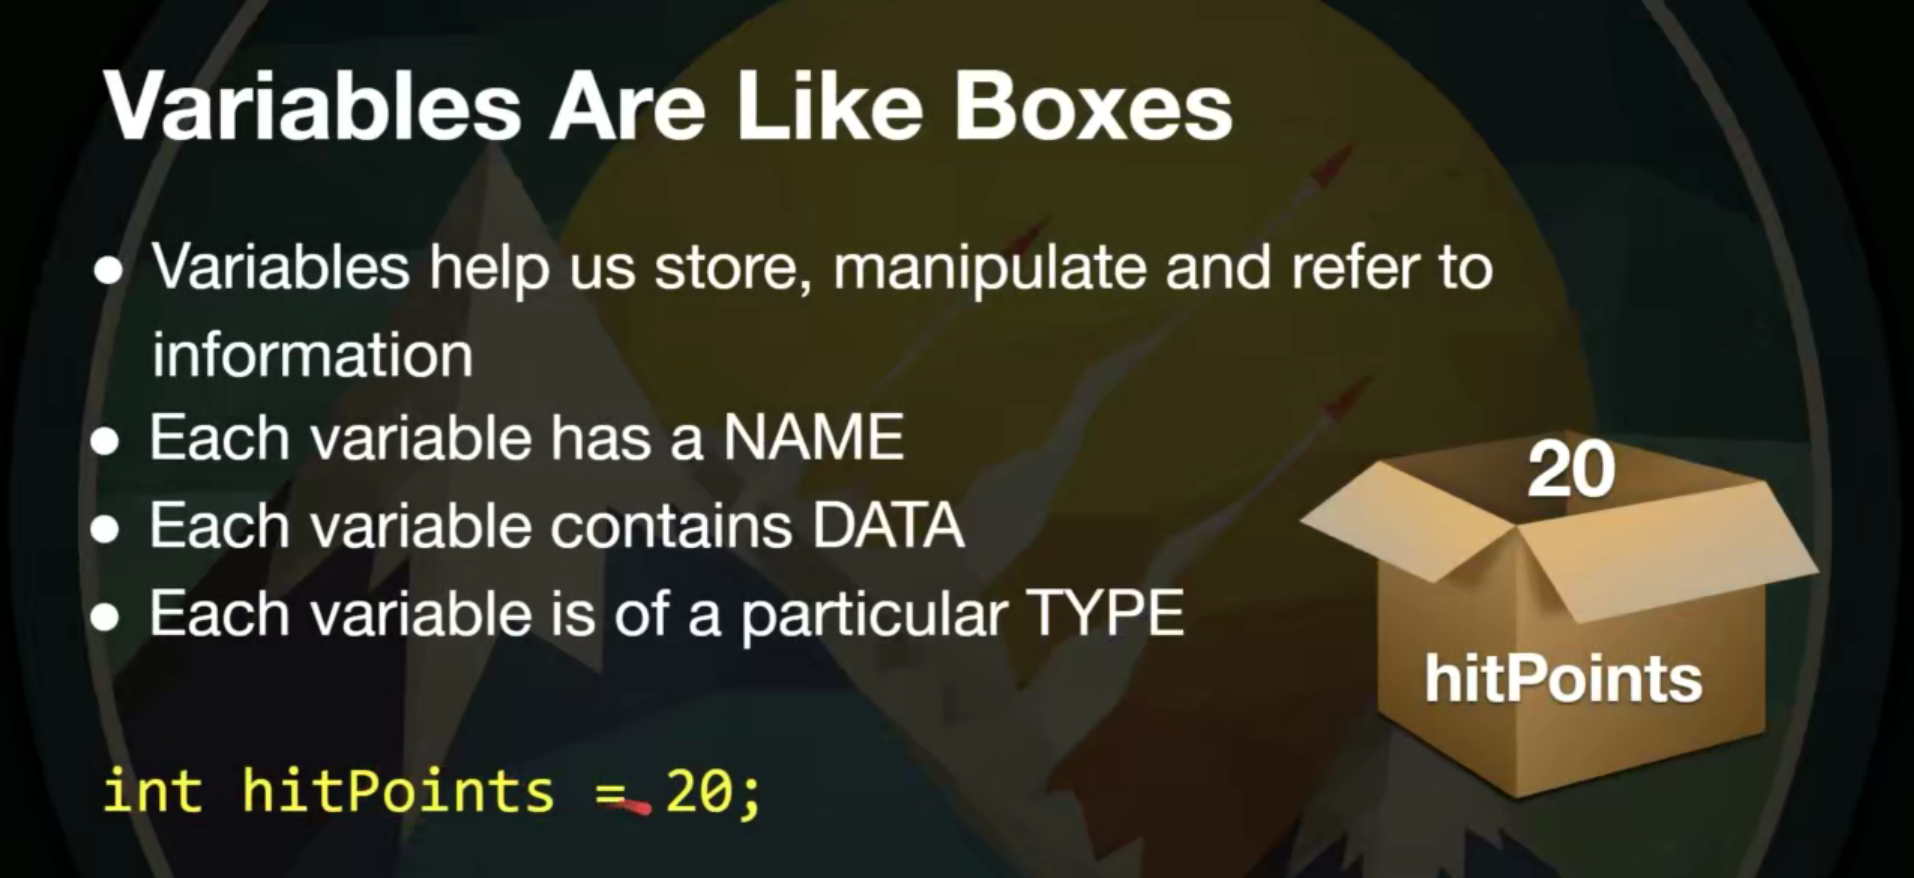 Variables Are Like Boxes
● Variables help us store, manipulate and refer to
information
● Each variable has a NAME
● Each variable contains DATA
● Each variable is of a particular TYPE
20
hitPoints
int hitPoints = 20;